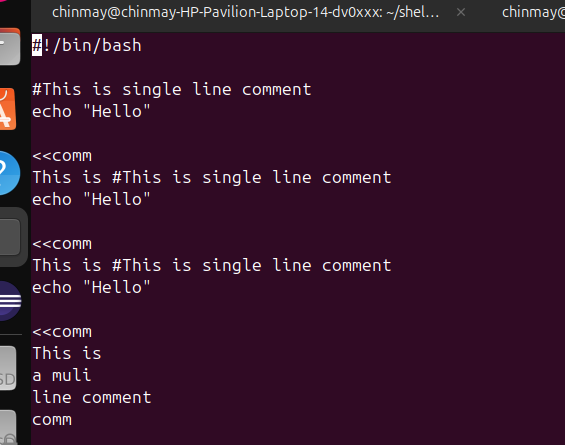 chinmay@chinmay-HP-Pavilion-Laptop-14-dv0xxx: ~/shel... × chinmay@
#!/bin/bash
#This is single line comment
echo "Hello"
<<comm
This is #This is single line comment
echo "Hello"
<<comm
This is #This is single line comment
echo "Hello"
<<comm
This is
a muli
line comment
comm